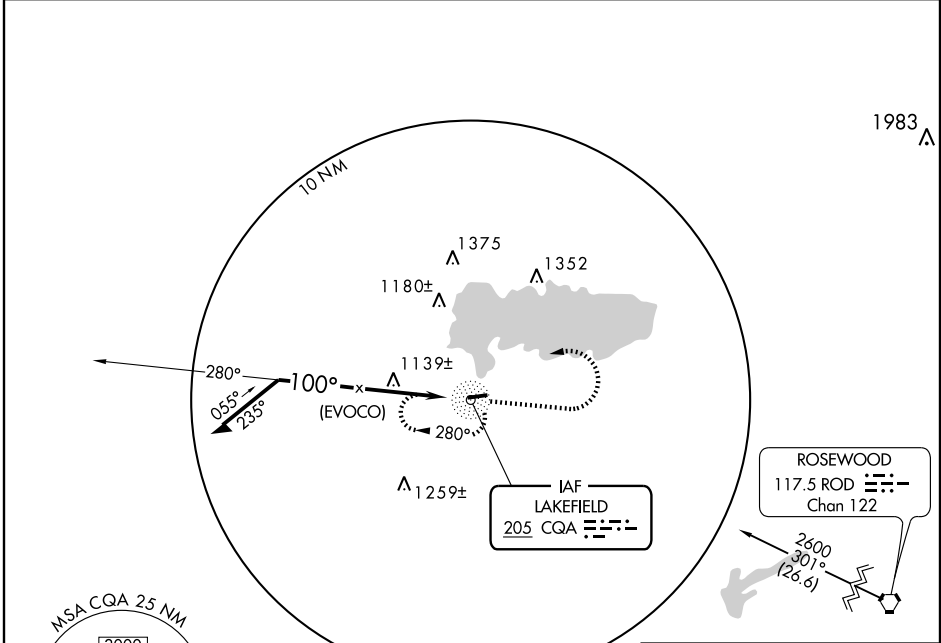 1983
10 NM
1375
1352
1180±
1139±
280°
100°
055°
235°
(EVOCO)
280°
1259±
IAF
LAKEFIELD
205 CQA
ROSEWOOD
117.5 ROD
Chan 122
2600
301°
(26.6)
MSA CQA 25 NM